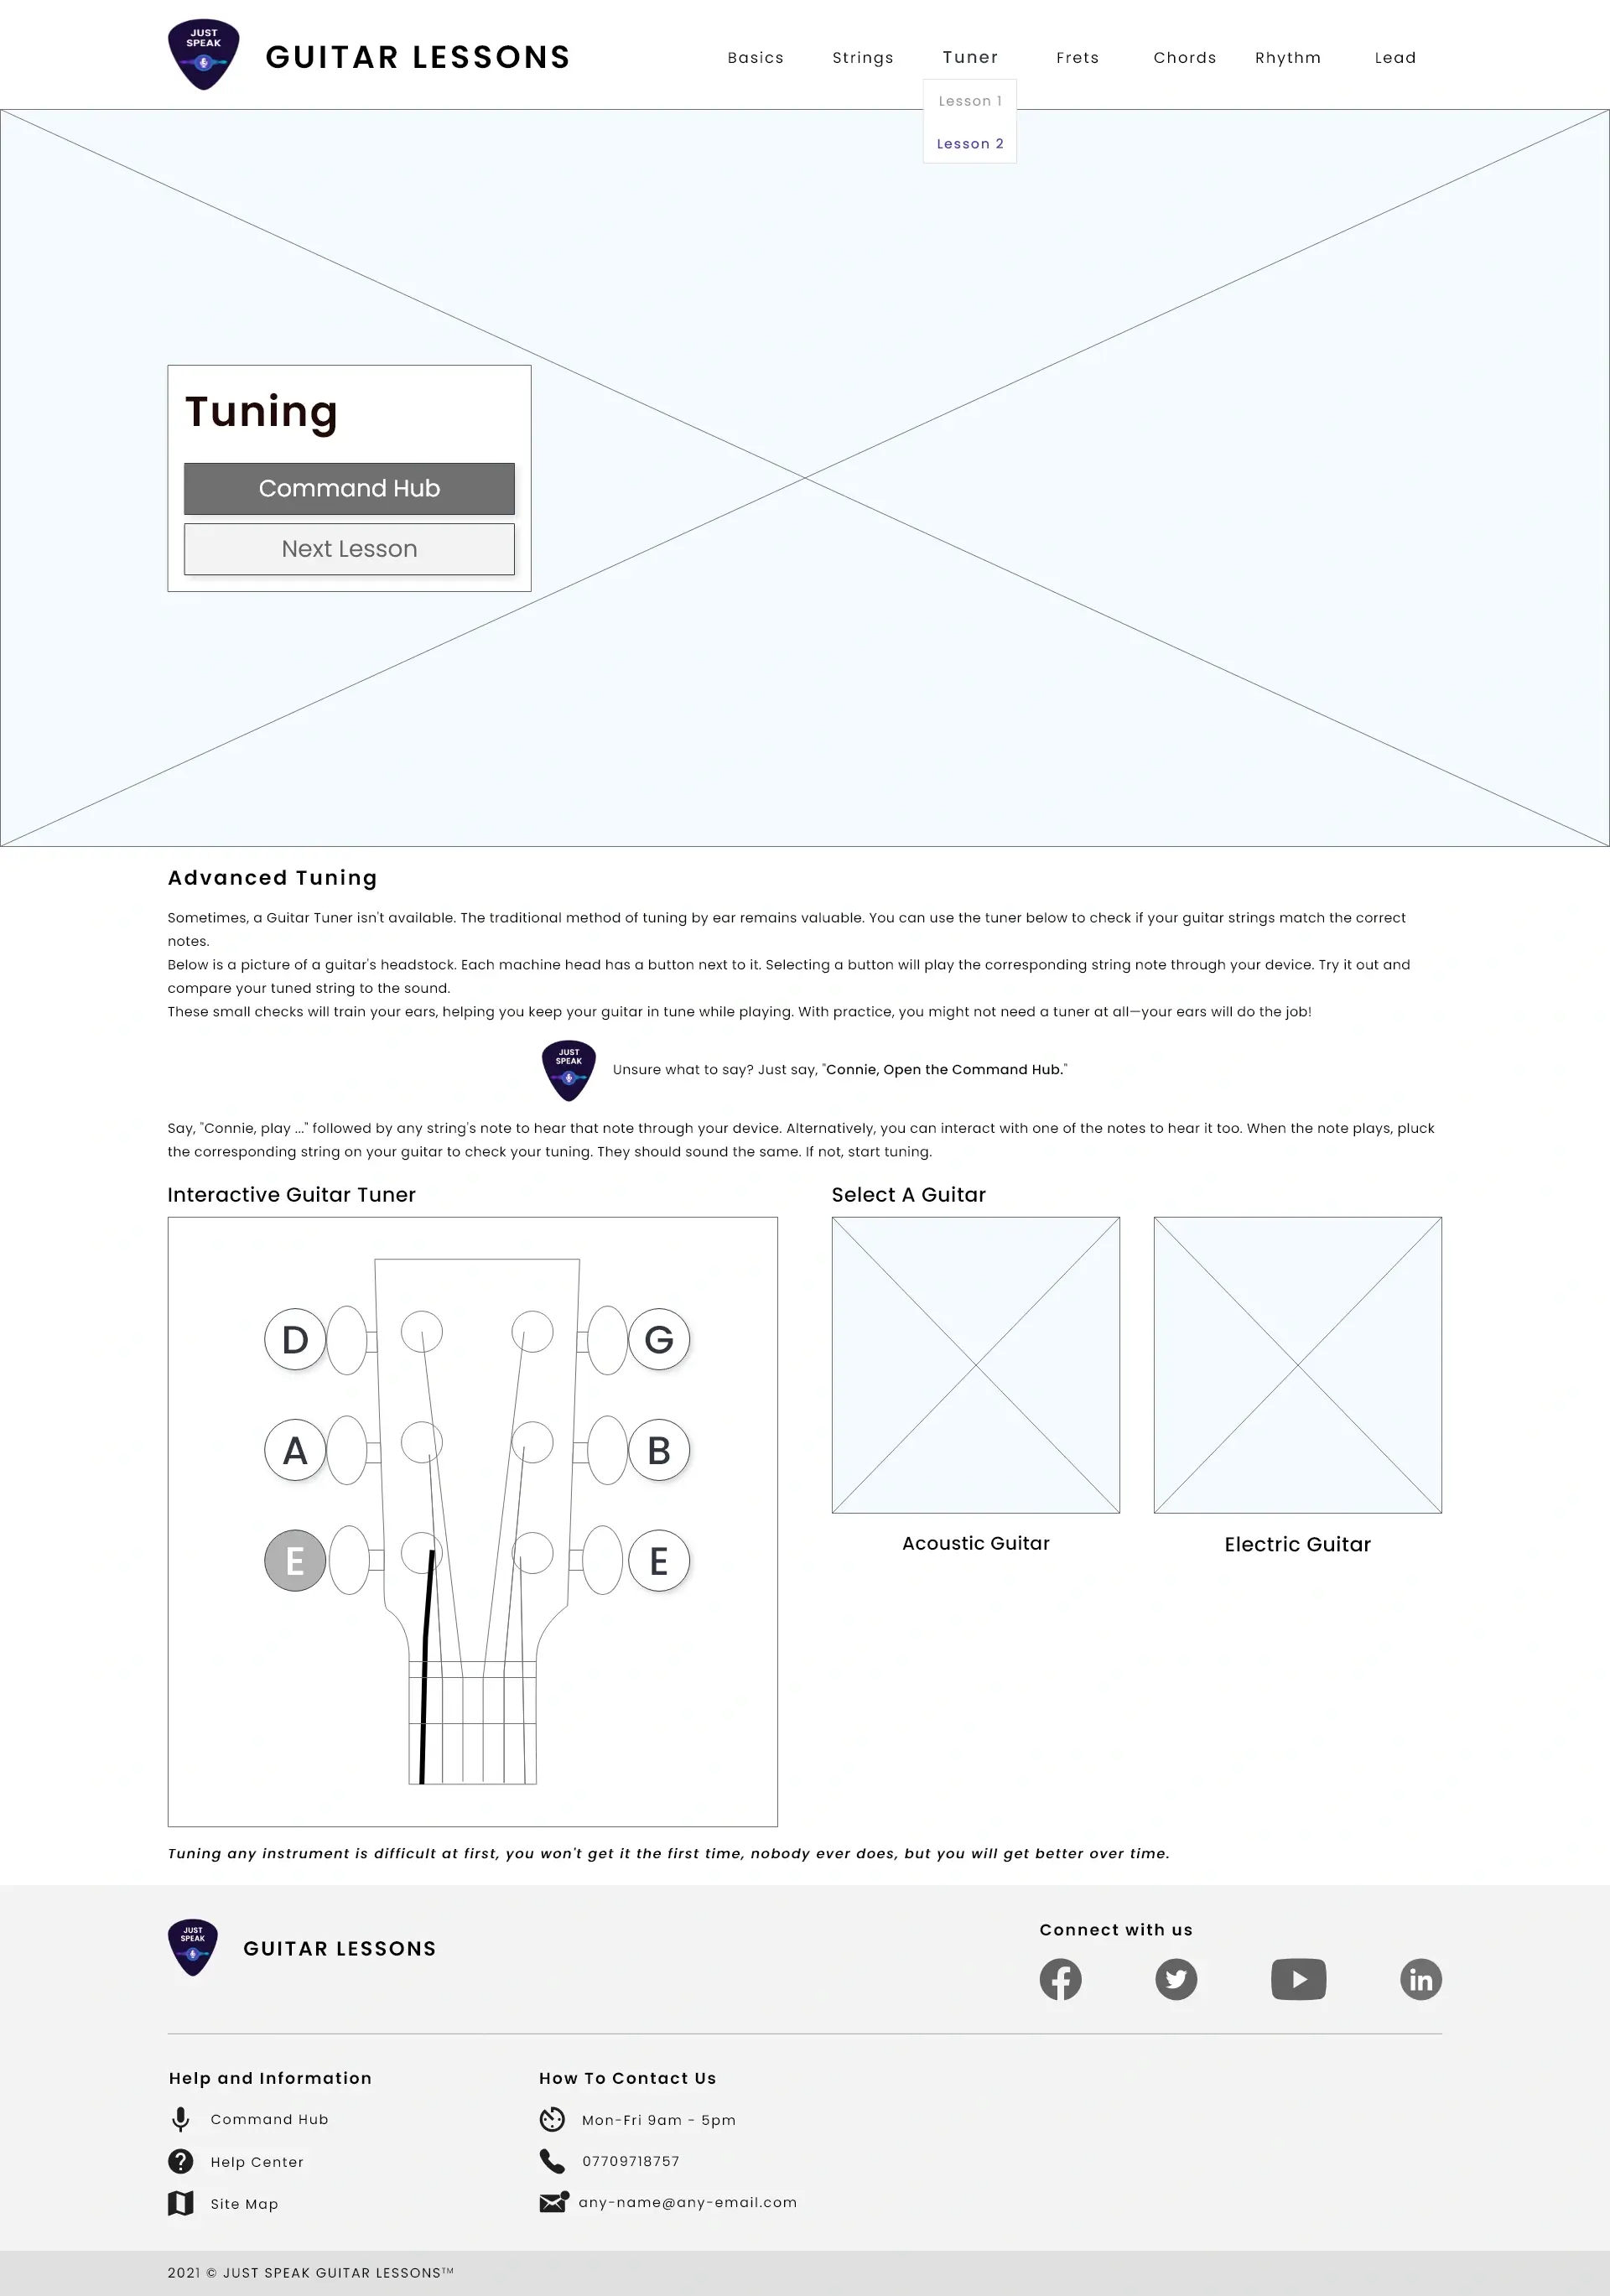 JUST
SPEAK
GUITAR LESSONS
Basics
Strings
Tuner
Frets
Chords
Rhythm
Lead
Lesson 1
Lesson 2
Tuning
Command Hub
Next Lesson
Advanced Tuning
Sometimes, a Guitar Tuner isn't available. The traditional method of tuning by ear remains valuable. You can use the tuner below to check if your guitar strings match the correct
notes.
Below is a picture of a guitar's headstock. Each machine head has a button next to it. Selecting a button will play the corresponding string note through your device. Try it out and
compare your tuned string to the sound.
These small checks will train your ears, helping you keep your guitar in tune while playing. With practice, you might not need a tuner at all—your ears will do the job!
JUST
SPEAK
Unsure what to say? Just say, "Connie, Open the Command Hub."
Say, "Connie, play ..." followed by any string's note to hear that note through your device. Alternatively, you can interact with one of the notes to hear it too. When the note plays, pluck
the corresponding string on your guitar to check your tuning. They should sound the same. If not, start tuning.
Interactive Guitar Tuner
D
G
A
B
E
E
Select A Guitar
Acoustic Guitar
Electric Guitar
Tuning any instrument is difficult at first, you won't get it the first time, nobody ever does, but you will get better over time.
JUST
SPEAK
GUITAR LESSONS
Connect with us
Help and Information
Command Hub
Help Center
Site Map
How To Contact Us
Mon-Fri 9am - 5pm
07709718757
any-name@any-email.com
2021 © JUST SPEAK GUITAR LESSONS™